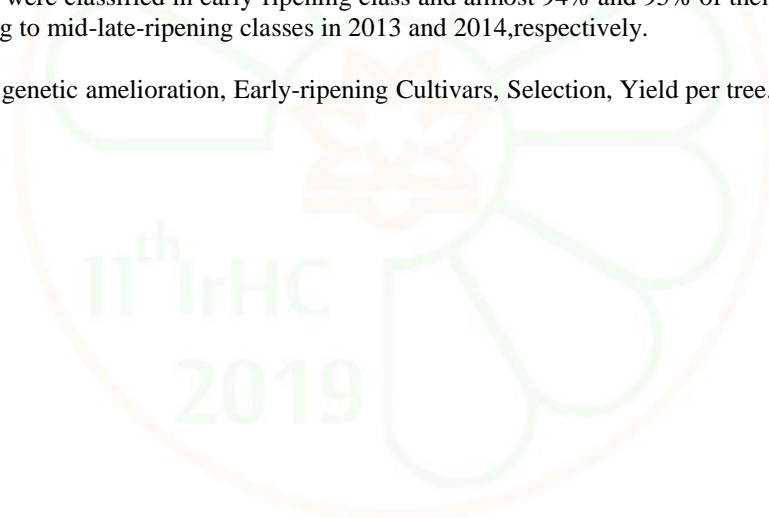 were classified in early ripening class and almost 94% and 95% of
g to mid-late-ripening classes in 2013 and 2014,respectively.
genetic amelioration, Early-ripening Cultivars, Selection, Yield per tree.
11th IrHC
2019